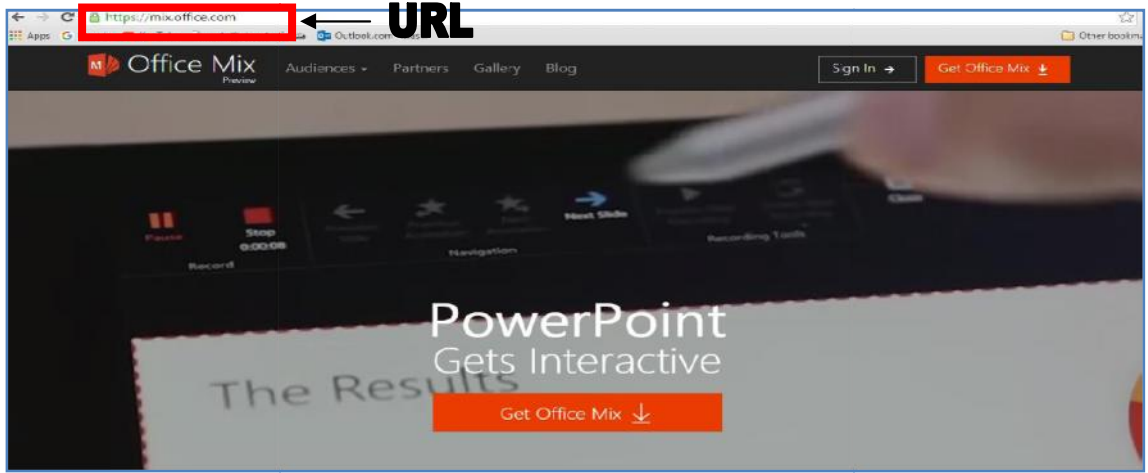 https://mix.office.com
URL
Apps
Outlook.com
Other bookma
Office Mix
Preview
Audiences
Partners
Gallery
Blog
Sign In →
Get Office Mix
Pause
Stop
0:00:08
Record
Next Slide
Navigation
Recording Tools
Close
PowerPoint
Gets Interactive
The Results
Get Office Mix